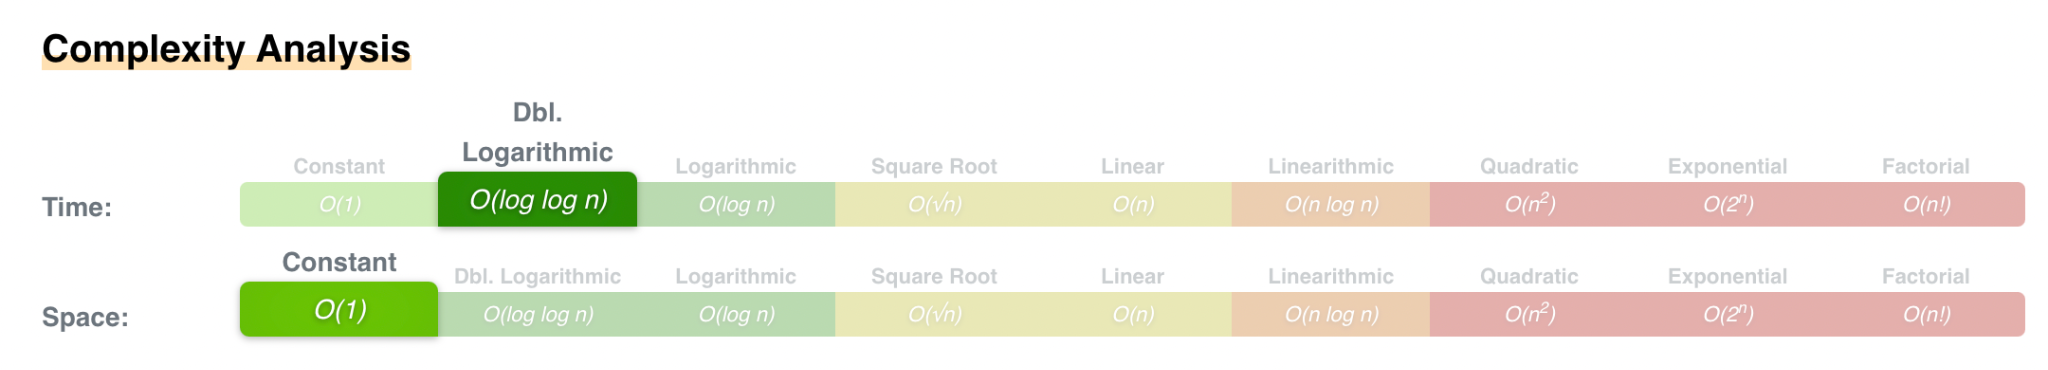 Complexity Analysis
Dbl.
Logarithmic
Constant Logarithmic Square Root Linear Linearithmic Quadratic Exponential Factorial
Time: O(1) O(log log n) O(log n) O(√n) O(n) O(n log n) O(n²) O(2ⁿ) O(n!)
Constant Dbl. Logarithmic Logarithmic Square Root Linear Linearithmic Quadratic Exponential Factorial
Space: O(1) O(log log n) O(log n) O(√n) O(n) O(n log n) O(n²) O(2ⁿ) O(n!)